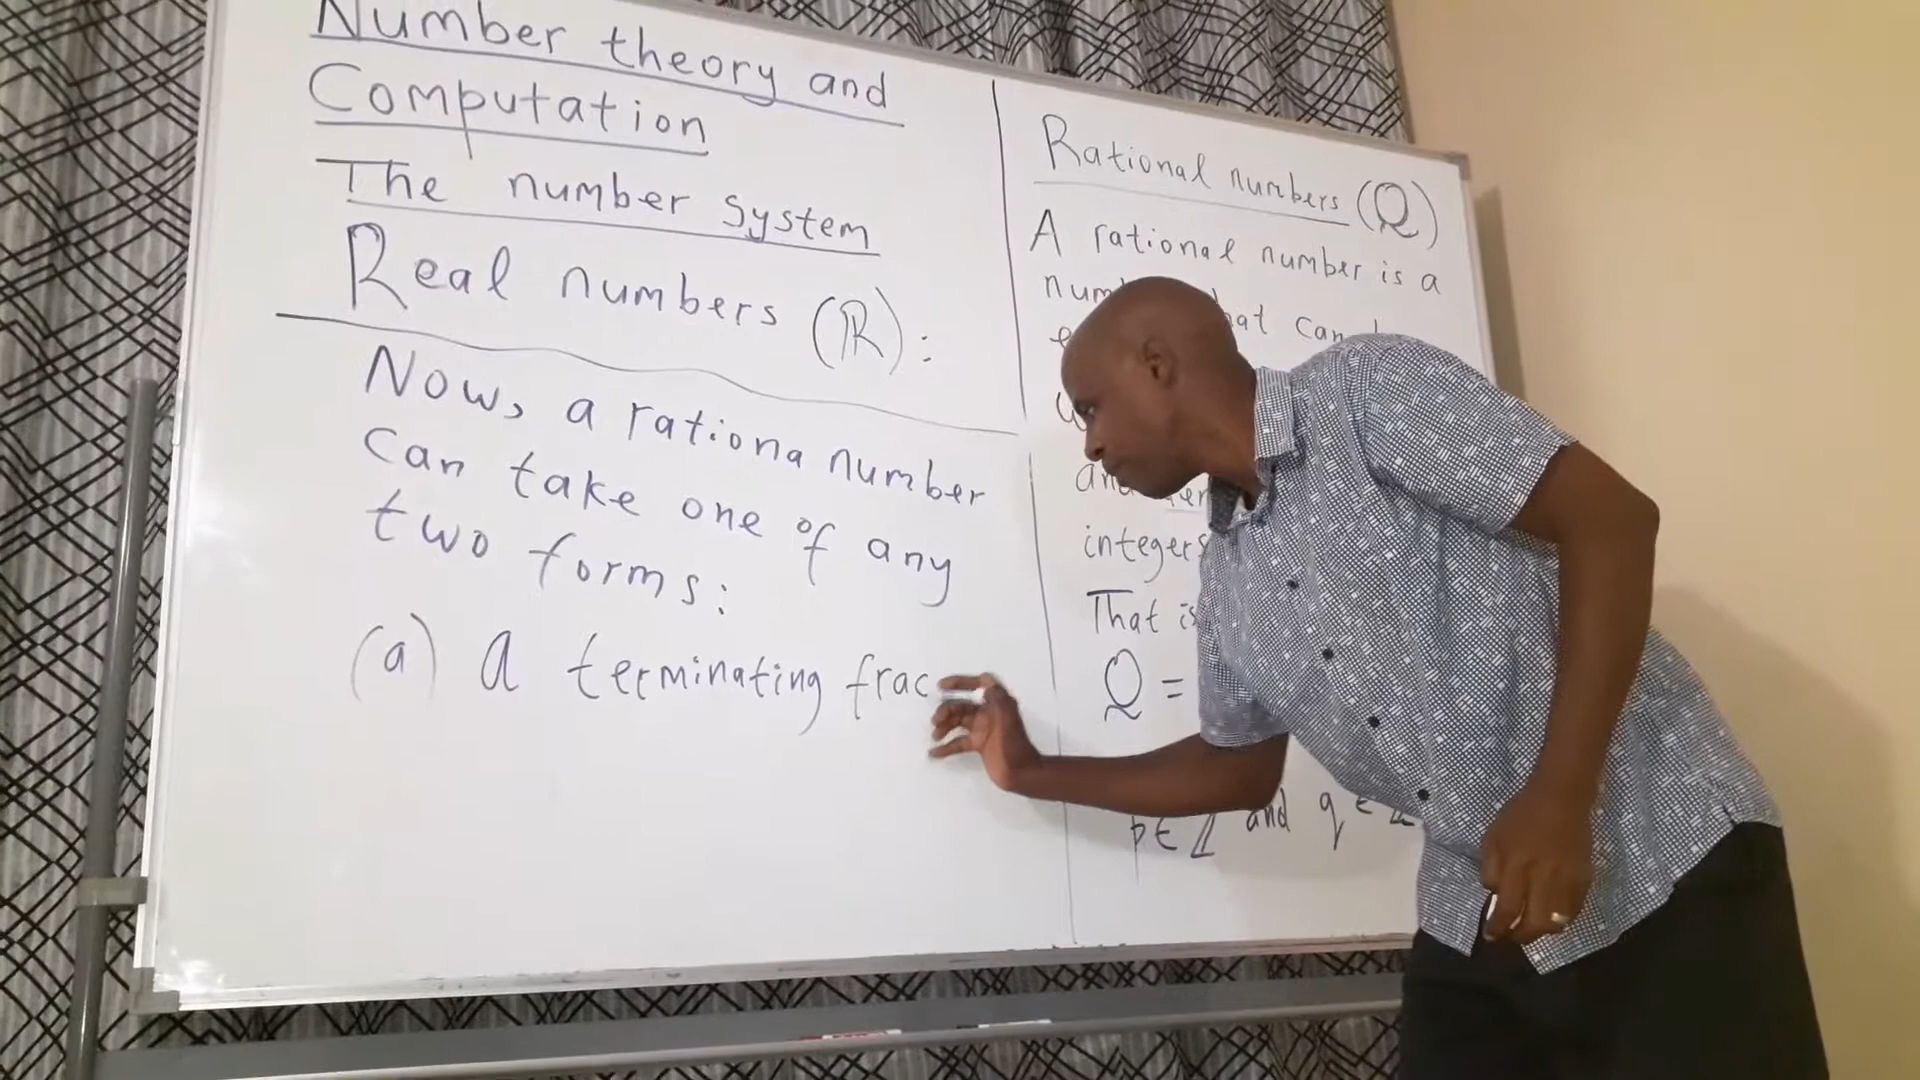 Number theory and
Computation
The number system
Real numbers (ℝ):
Now, a rationa number
can take one of any
two forms:
(a) A terminating frac
Rational numbers (Q)
A rational number is a
can
integers
That is
Q =
p ∈ ℤ and q ∈